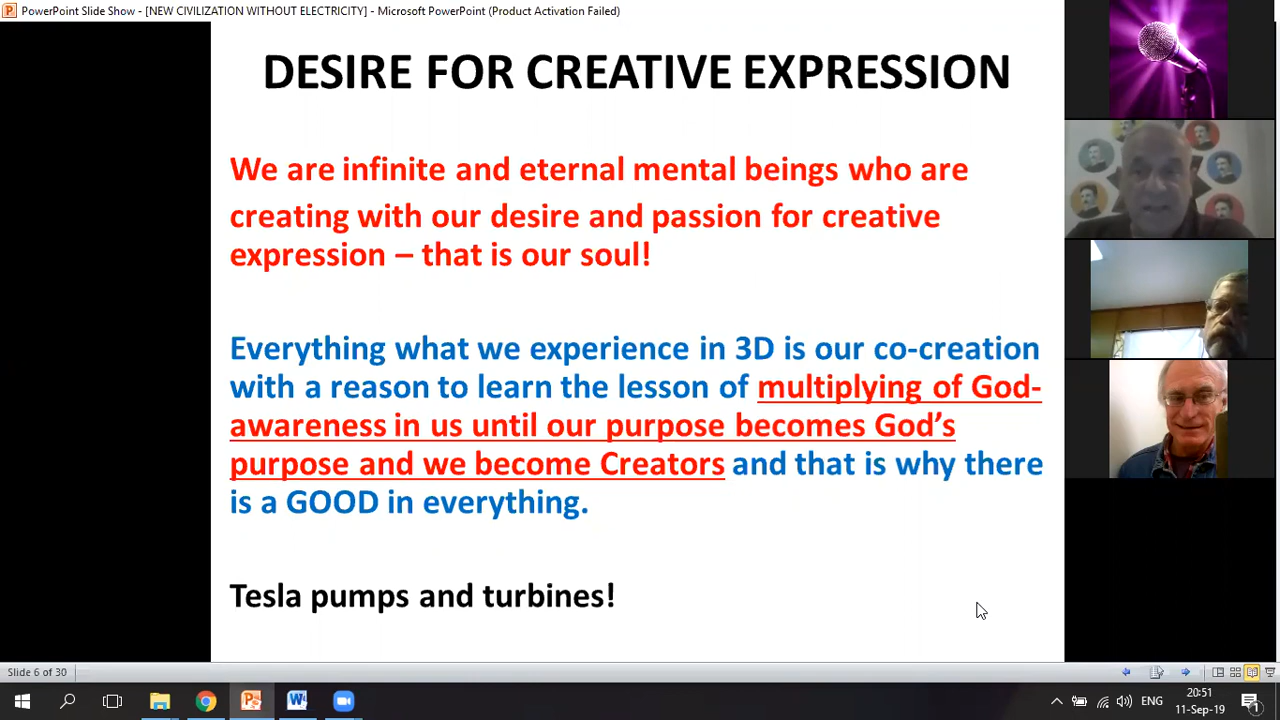 PowerPoint Slide Show - [NEW CIVILIZATION WITHOUT ELECTRICITY] - Microsoft PowerPoint (Product Activation Failed)
DESIRE FOR CREATIVE EXPRESSION
We are infinite and eternal mental beings who are
creating with our desire and passion for creative
expression – that is our soul!
Everything what we experience in 3D is our co-creation
with a reason to learn the lesson of multiplying of God-
awareness in us until our purpose becomes God's
purpose and we become Creators and that is why there
is a GOOD in everything.
Tesla pumps and turbines!
Slide 6 of 30
ENG
20:51
11-Sep-19